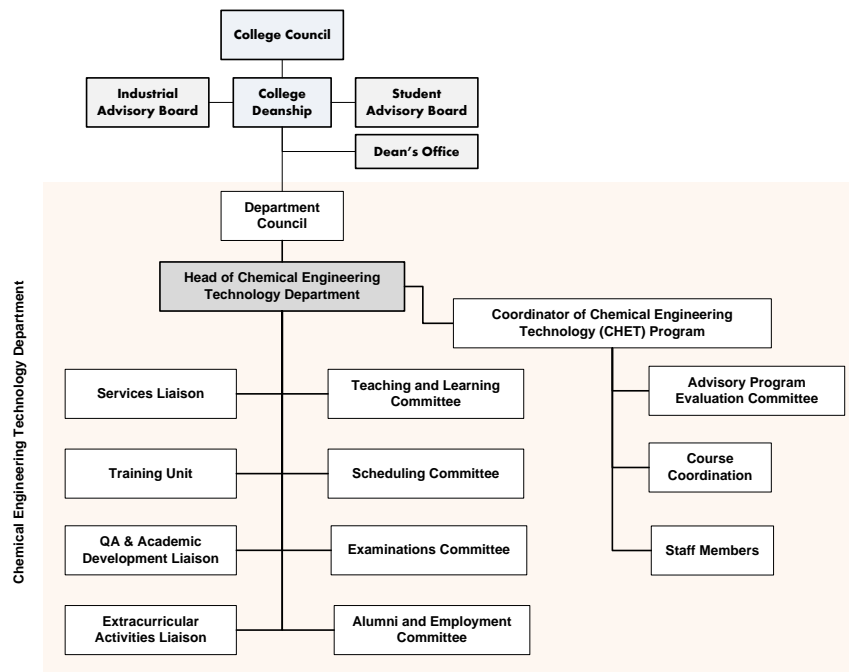 College Council
Industrial
Advisory Board
College
Deanship
Student
Advisory Board
Dean's Office
Department
Council
Head of Chemical Engineering
Technology Department
Coordinator of Chemical Engineering
Technology (CHET) Program
Chemical Engineering Technology Department
Services Liaison
Teaching and Learning
Committee
Advisory Program
Evaluation Committee
Training Unit
Scheduling Committee
Course
Coordination
QA & Academic
Development Liaison
Examinations Committee
Staff Members
Extracurricular
Activities Liaison
Alumni and Employment
Committee